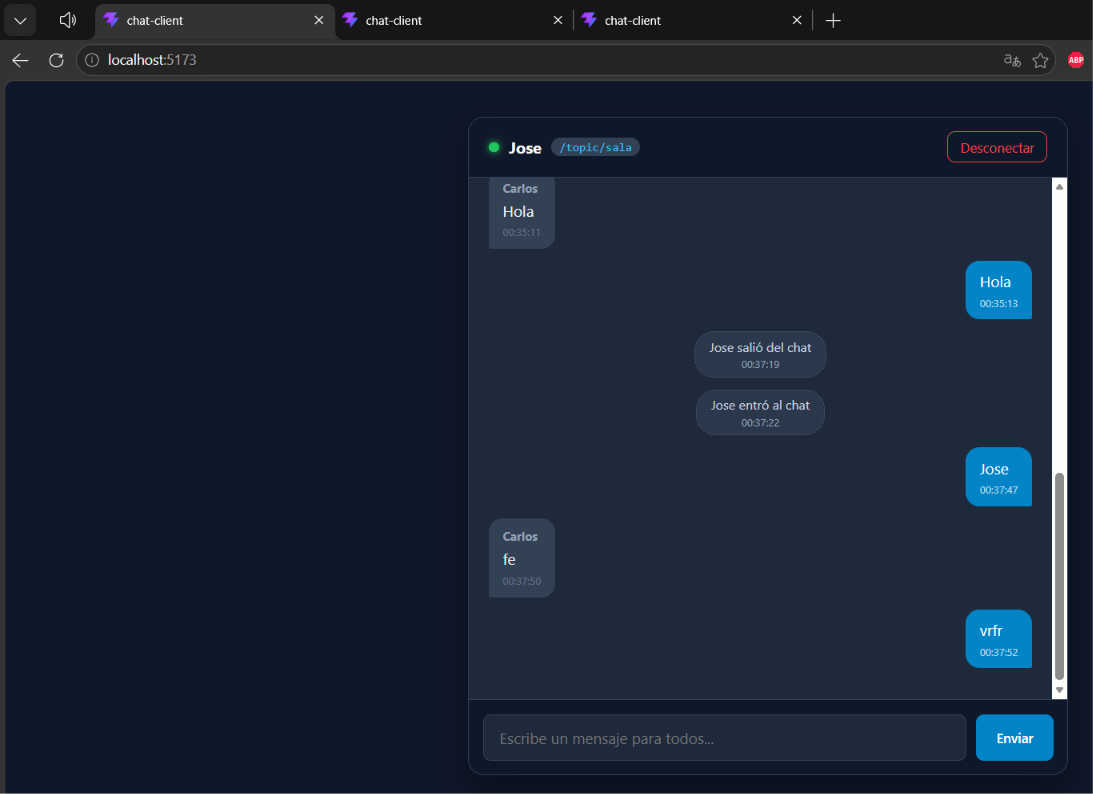 chat-client
chat-client
chat-client
localhost:5173
ABP
Jose /topic/sala Desconectar
Carlos
Hola
00:35:11
Hola
00:35:13
Jose salió del chat
00:37:19
Jose entró al chat
00:37:22
Jose
00:37:47
Carlos
fe
00:37:50
vrfr
00:37:52
Escribe un mensaje para todos...
Enviar